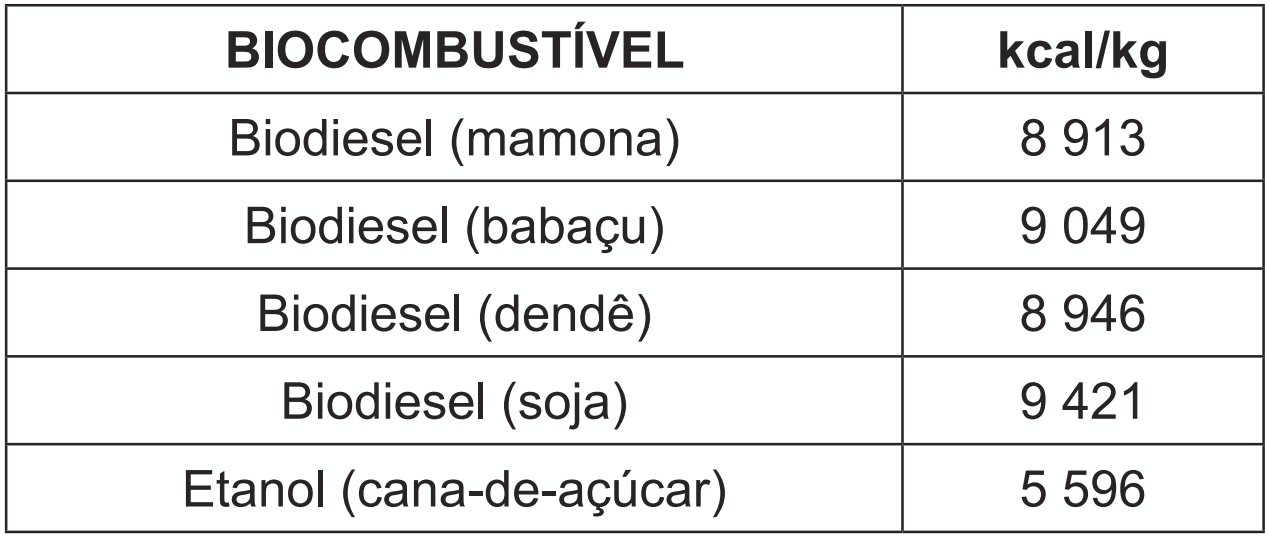 BIOCOMBUSTÍVEL kcal/kg
Biodiesel (mamona) 8 913
Biodiesel (babaçu) 9 049
Biodiesel (dendê) 8 946
Biodiesel (soja) 9 421
Etanol (cana-de-açúcar) 5 596